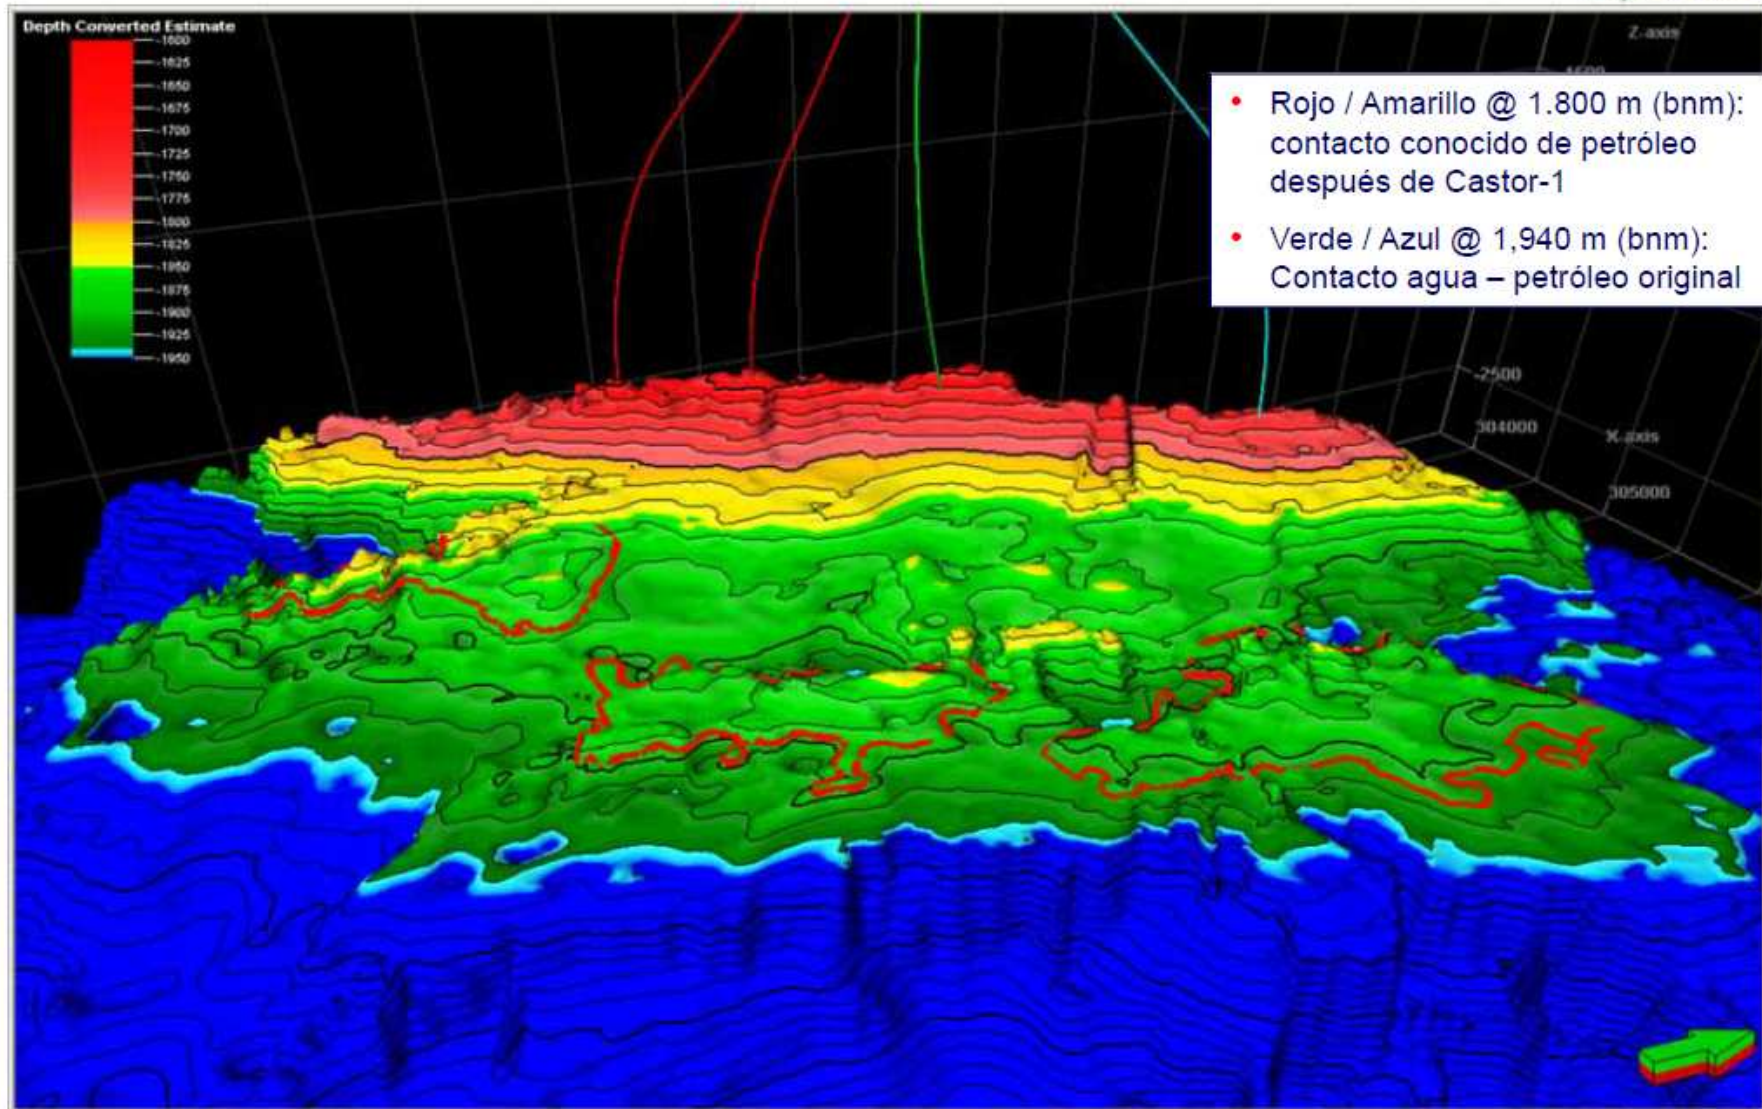 Depth Converted Estimate
-1600
-1625
-1650
-1675
-1700
-1725
-1750
-1775
-1800
-1825
-1850
-1875
-1900
-1925
-1950
Z-axis
• Rojo / Amarillo @ 1.800 m (bnm):
contacto conocido de petróleo
después de Castor-1
• Verde / Azul @ 1,940 m (bnm):
Contacto agua – petróleo original
-2500
304000
X-axis
305000